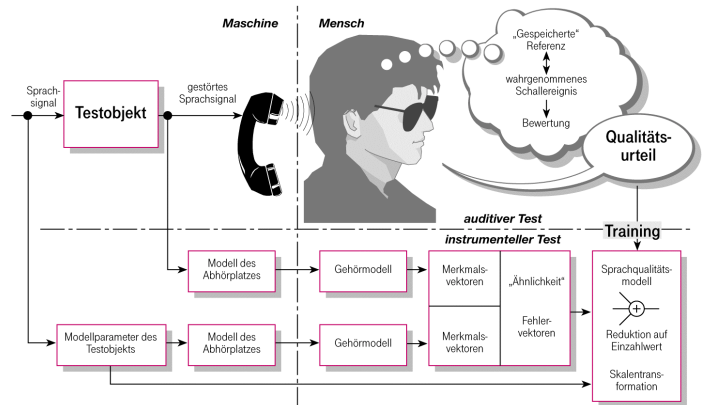 Maschine
Mensch
„Gespeicherte“
Referenz
wahrgenommenes
Schallereignis
Bewertung
Sprach-
signal
Testobjekt
gestörtes
Sprachsignal
Qualitäts-
urteil
auditiver Test
instrumenteller Test
Training
Modell des
Abhörplatzes
Gehörmodell
Merkmals-
vektoren
„Ähnlichkeit“
Fehler-
vektoren
Sprachqualitäts-
modell
+
Reduktion auf
Einzahlwert
Skalentrans-
formation
Modellparameter des
Testobjekts
Modell des
Abhörplatzes
Gehörmodell
Merkmals-
vektoren